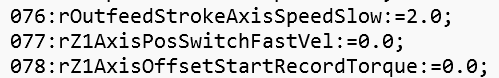 076:rOutfeedStrokeAxisSpeedSlow:=2.0;
077:rZ1AxisPosSwitchFastVel:=0.0;
078:rZ1AxisOffsetStartRecordTorque:=0.0;